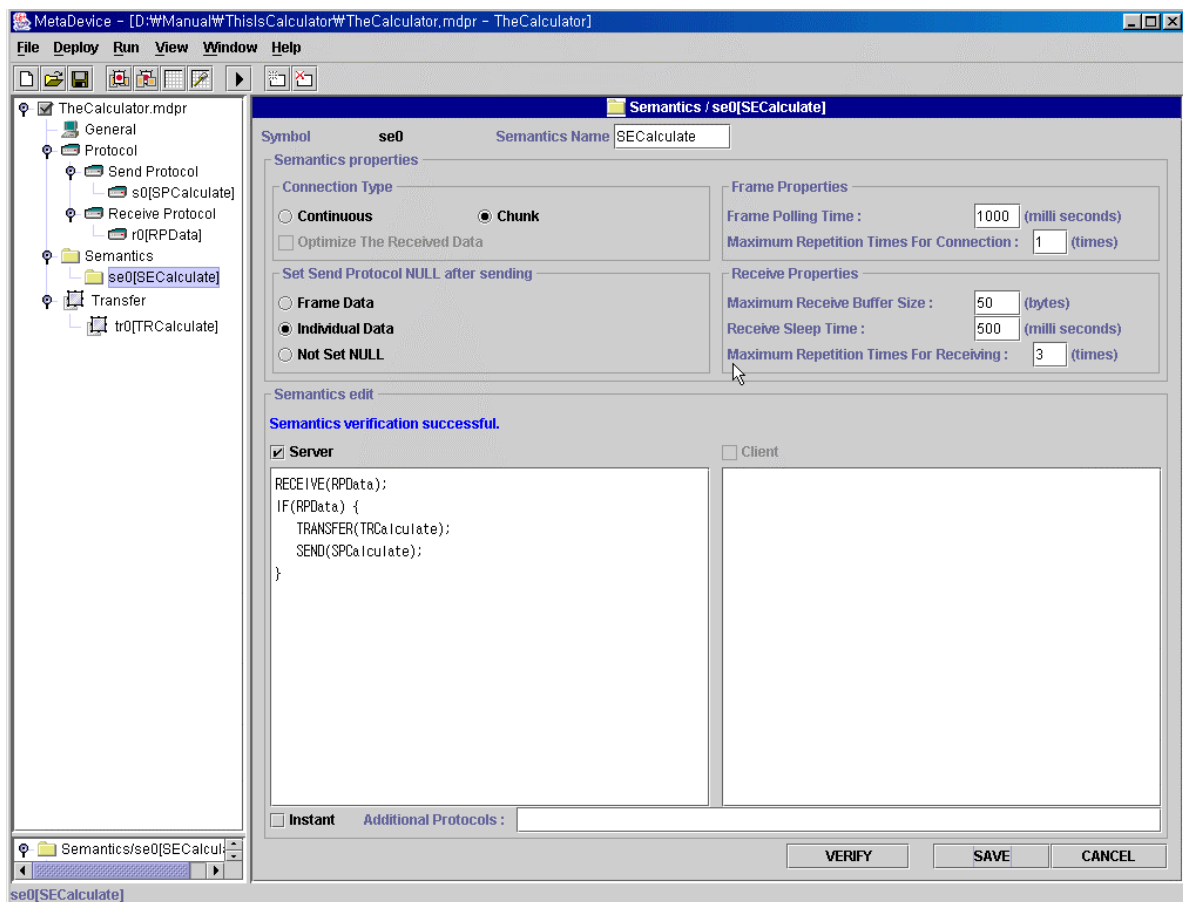 MetaDevice - [D:₩Manual₩ThisIsCalculator₩TheCalculator.mdpr - TheCalculator]
File Deploy Run View Window Help
TheCalculator.mdpr
General
Protocol
Send Protocol
s0[SPCalculate]
Receive Protocol
r0[RPData]
Semantics
se0[SECalculate]
Transfer
tr0[TRCalculate]
Semantics/se0[SECalcul
Semantics / se0[SECalculate]
Symbol se0 Semantics Name SECalculate
Semantics properties
Connection Type
Continuous Chunk
Optimize The Received Data
Frame Properties
Frame Polling Time : 1000 (milli seconds)
Maximum Repetition Times For Connection : 1 (times)
Set Send Protocol NULL after sending
Frame Data
Individual Data
Not Set NULL
Receive Properties
Maximum Receive Buffer Size : 50 (bytes)
Receive Sleep Time : 500 (milli seconds)
Maximum Repetition Times For Receiving : 3 (times)
Semantics edit
Semantics verification successful.
Server Client
RECEIVE(RPData);
IF(RPData) {
TRANSFER(TRCalculate);
SEND(SPCalculate);
}
Instant Additional Protocols :
VERIFY SAVE CANCEL
se0[SECalculate]